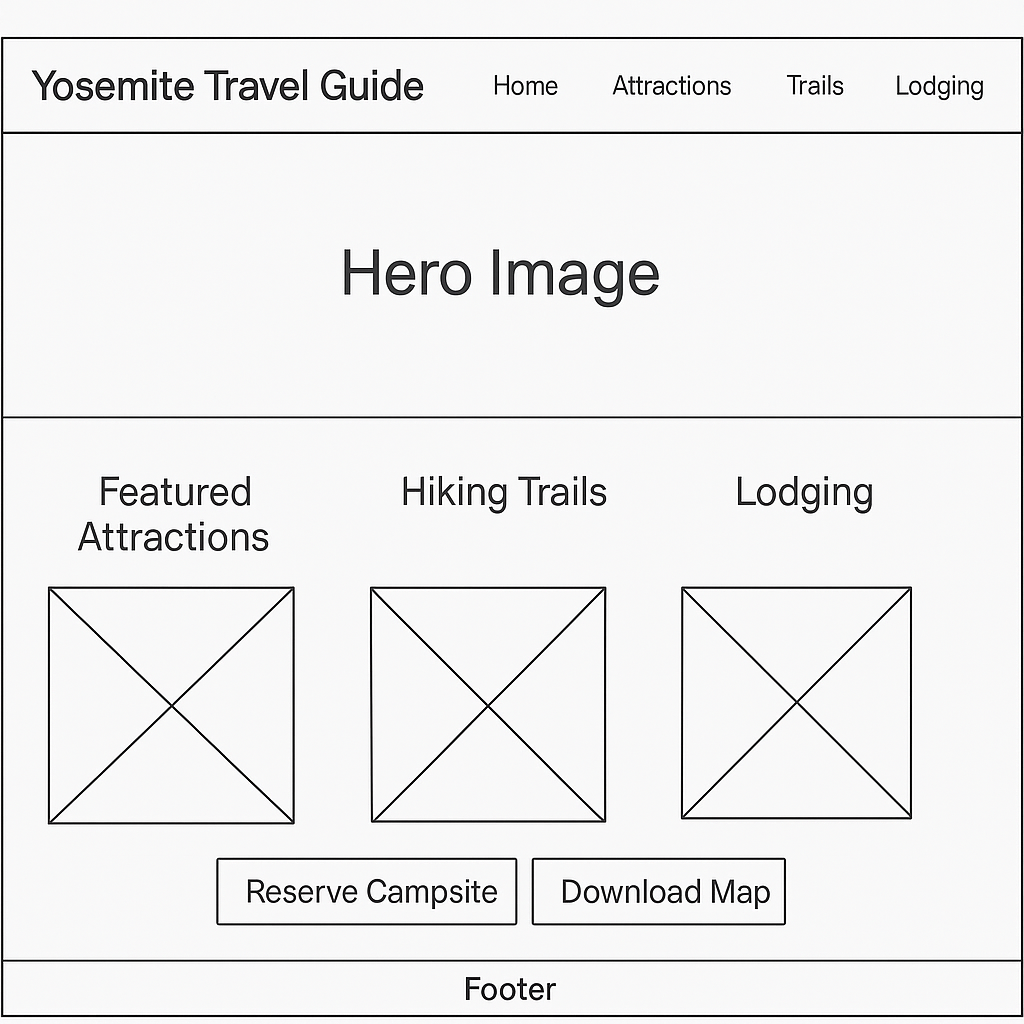 Yosemite Travel Guide
Home
Attractions
Trails
Lodging
Hero Image
Featured
Attractions
Hiking Trails
Lodging
Reserve Campsite
Download Map
Footer